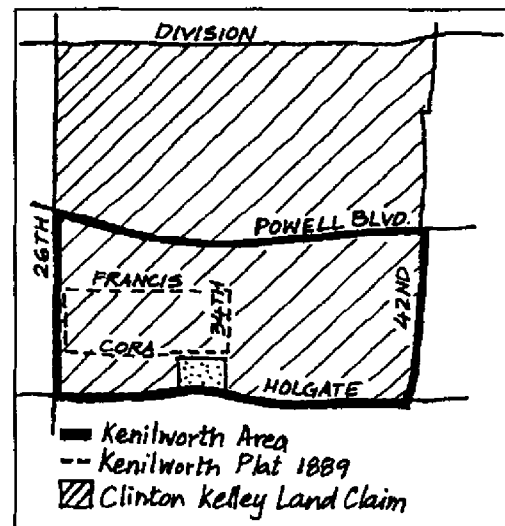 DIVISION
POWELL BLVD.
26TH
FRANCIS
34TH
42ND
CORA
HOLGATE
Kenilworth Area
Kenilworth Plat 1889
Clinton Kelley Land Claim